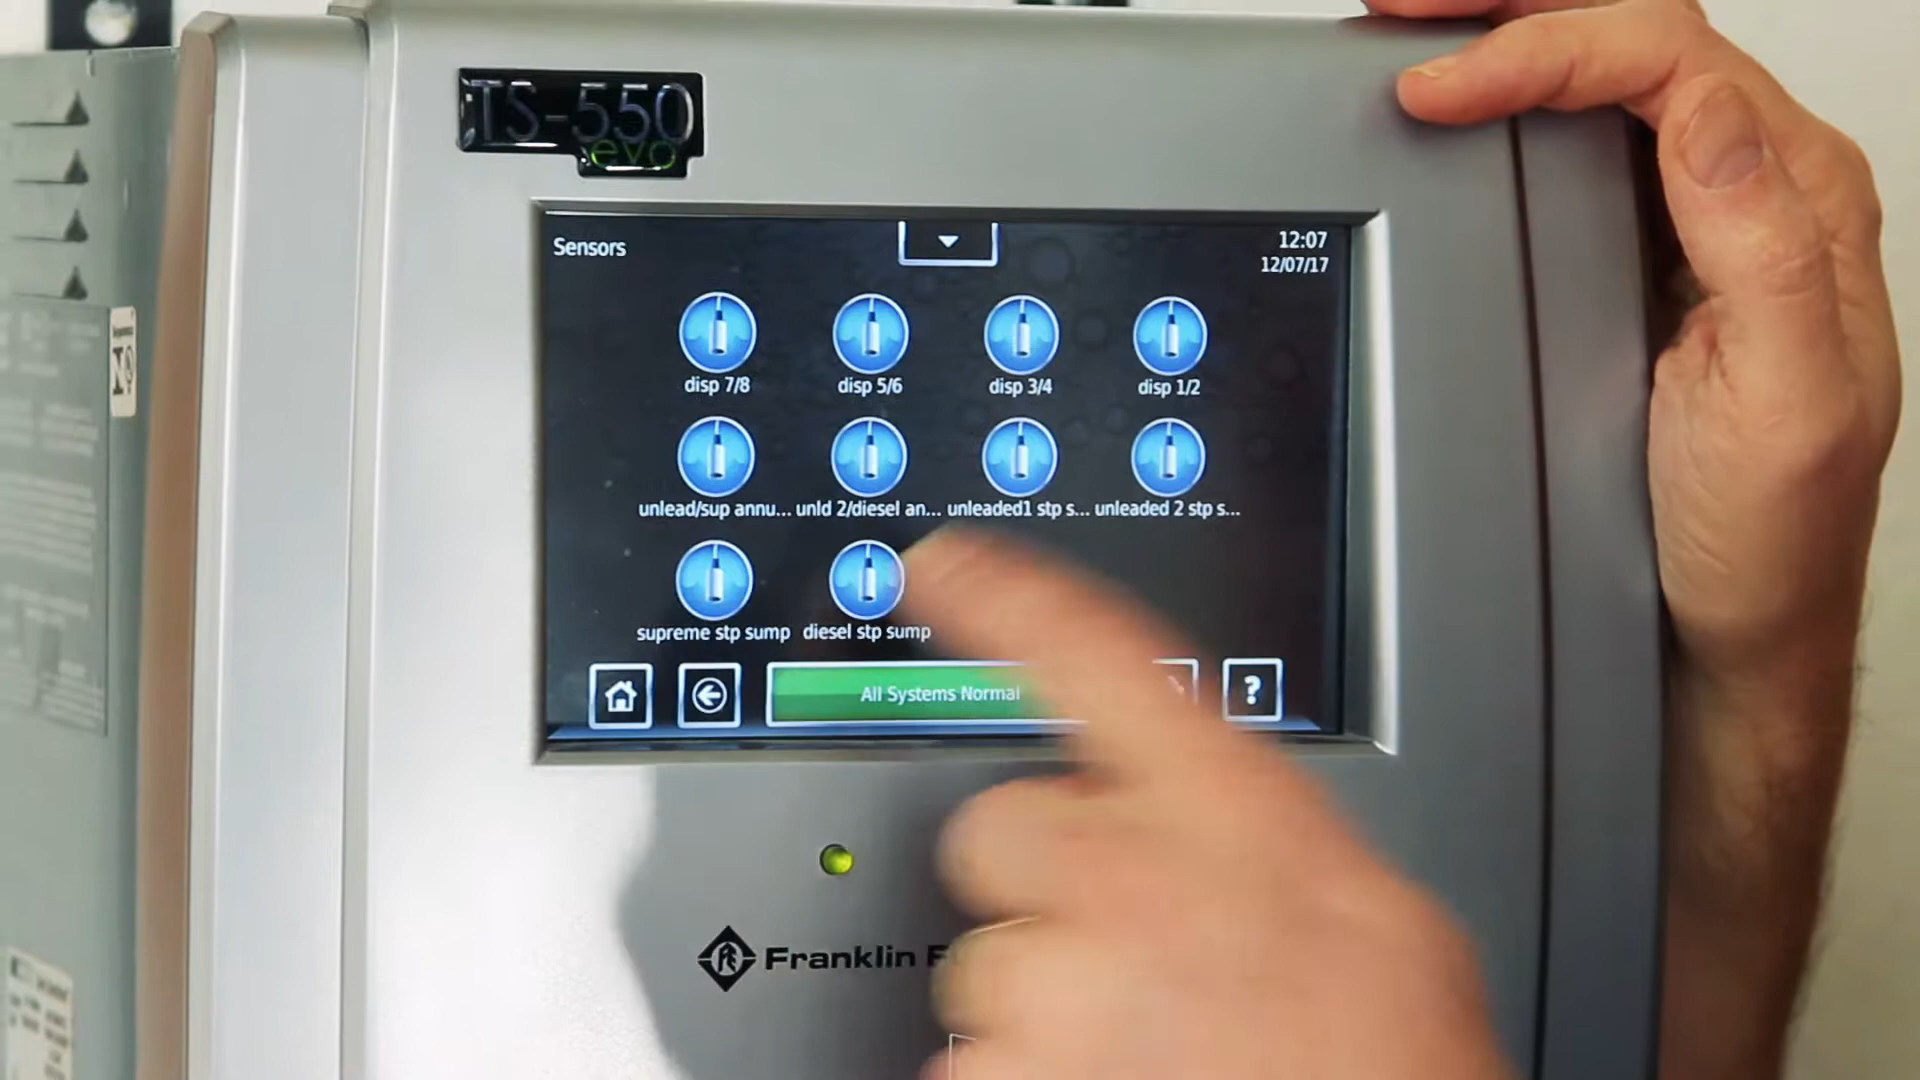 TS-550
evo
Sensors
12:07
12/07/17
disp 7/8
disp 5/6
disp 3/4
disp 1/2
unlead/sup annu...
unld 2/diesel an...
unleaded1 stp s...
unleaded 2 stp s...
supreme stp sump
diesel stp sump
All Systems Normal
?
Franklin